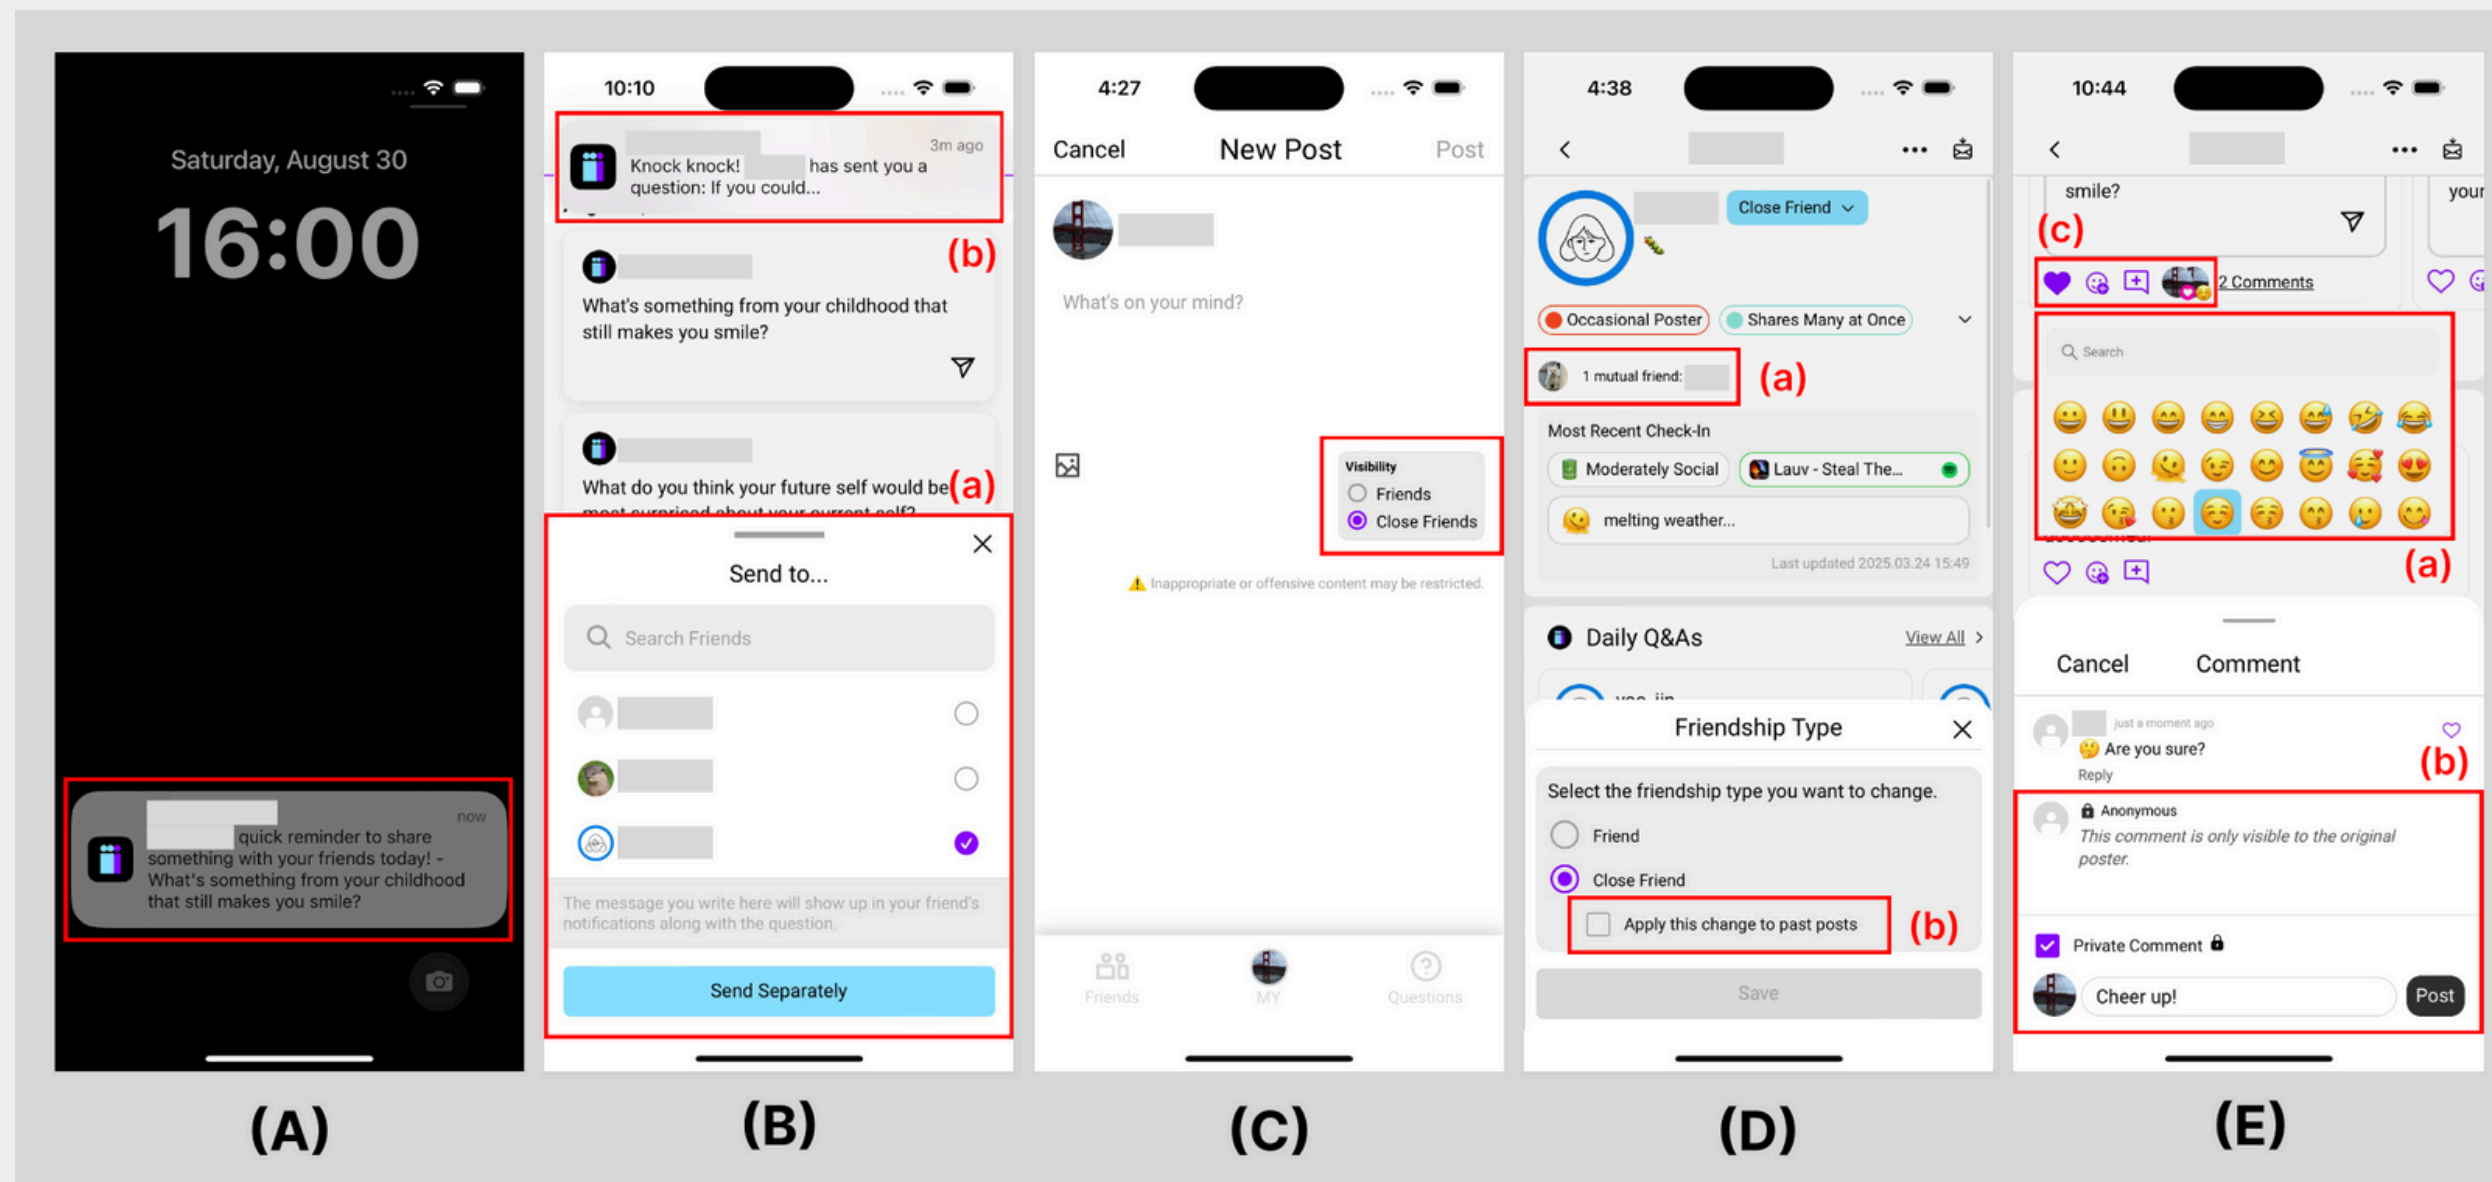 Saturday, August 30
16:00
now
quick reminder to share
something with your friends today! -
What's something from your childhood
that still makes you smile?
(A)
10:10
3m ago
Knock knock! has sent you a
question: If you could...
(b)
What's something from your childhood that
still makes you smile?
What do you think your future self would be
most surprised about your current self?
(a)
Send to...
Search Friends
The message you write here will show up in your friend's
notifications along with the question.
Send Separately
(B)
4:27
Cancel
New Post
Post
What's on your mind?
Visibility
Friends
Close Friends
⚠️ Inappropriate or offensive content may be restricted.
Friends
MY
Questions
(C)
4:38
Close Friend
Occasional Poster
Shares Many at Once
1 mutual friend:
(a)
Most Recent Check-In
Moderately Social
Lauv - Steal The...
melting weather...
Last updated 2025.03.24 15:49
Daily Q&As
View All >
Friendship Type
Select the friendship type you want to change.
Friend
Close Friend
Apply this change to past posts
(b)
Save
(D)
10:44
smile?
your
(c)
2 Comments
Search
(a)
Cancel
Comment
just a moment ago
🤔 Are you sure?
Reply
(b)
Anonymous
This comment is only visible to the original
poster.
Private Comment
Cheer up!
Post
(E)